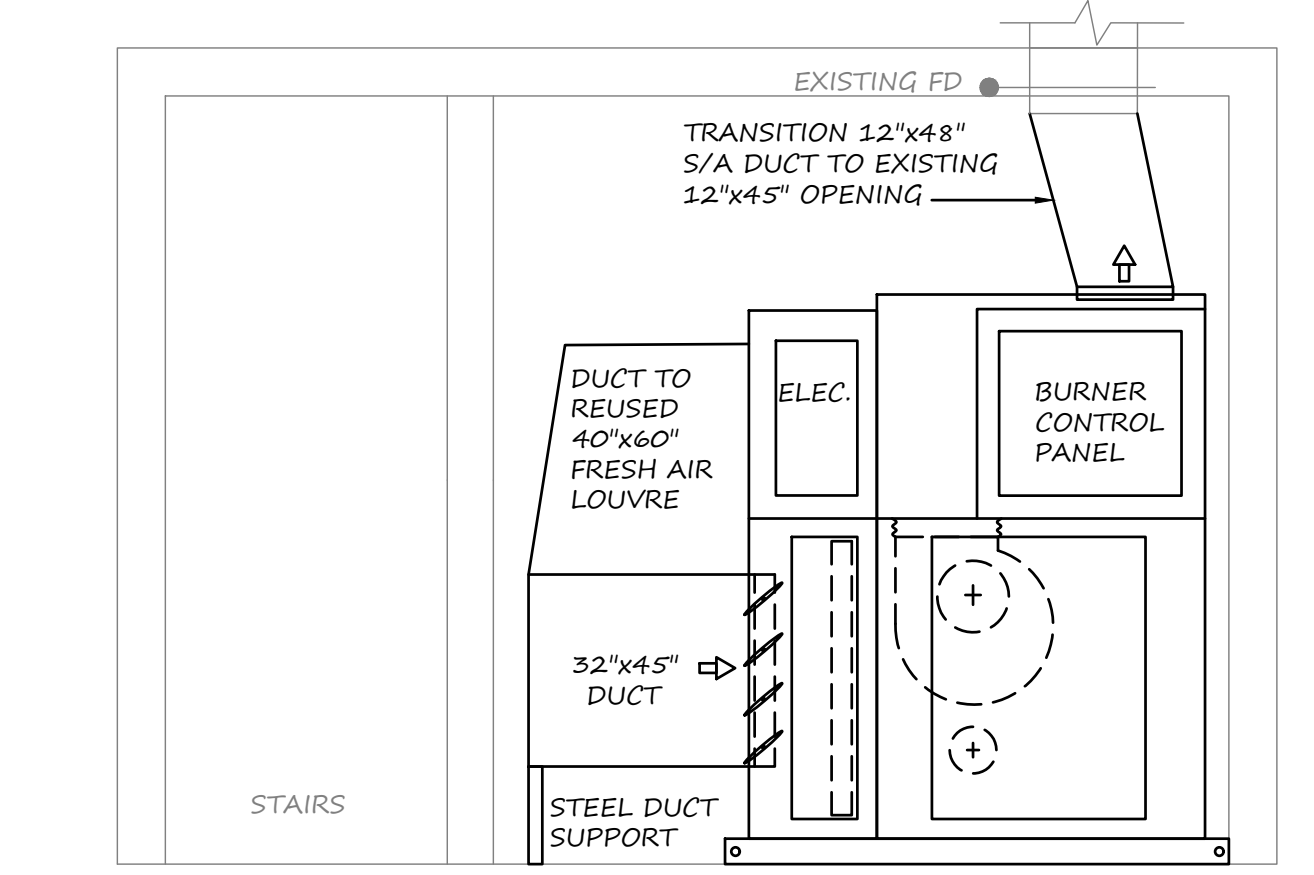 EXISTING FD
TRANSITION 12"x48"
S/A DUCT TO EXISTING
12"x45" OPENING
DUCT TO
REUSED
40"x60"
FRESH AIR
LOUVRE
ELEC.
BURNER
CONTROL
PANEL
32"x45"
DUCT
STAIRS
STEEL DUCT
SUPPORT